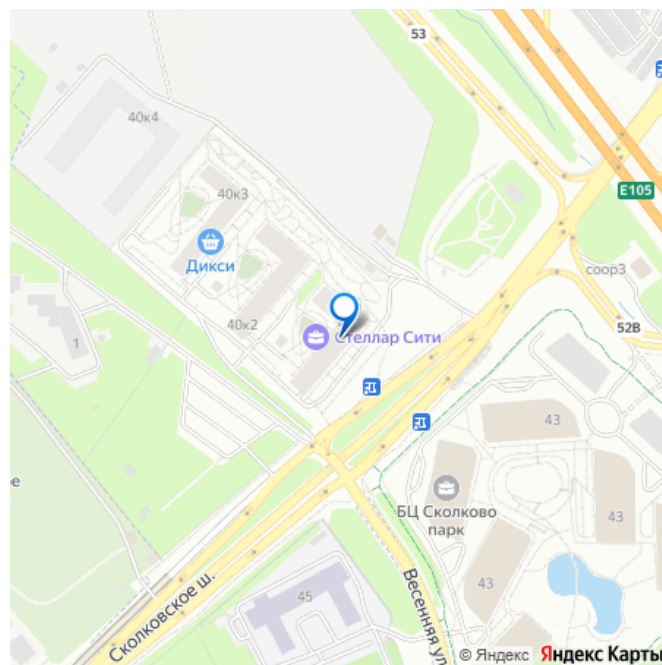 53
40к4
E105
40к3
Дикси
соор3
40к2
Стеллар Сити
52В
1
43
ое
БЦ Сколково
парк
43
43
45
Сколковское ш.
Весенняя ул
© Яндекс Яндекс Карты